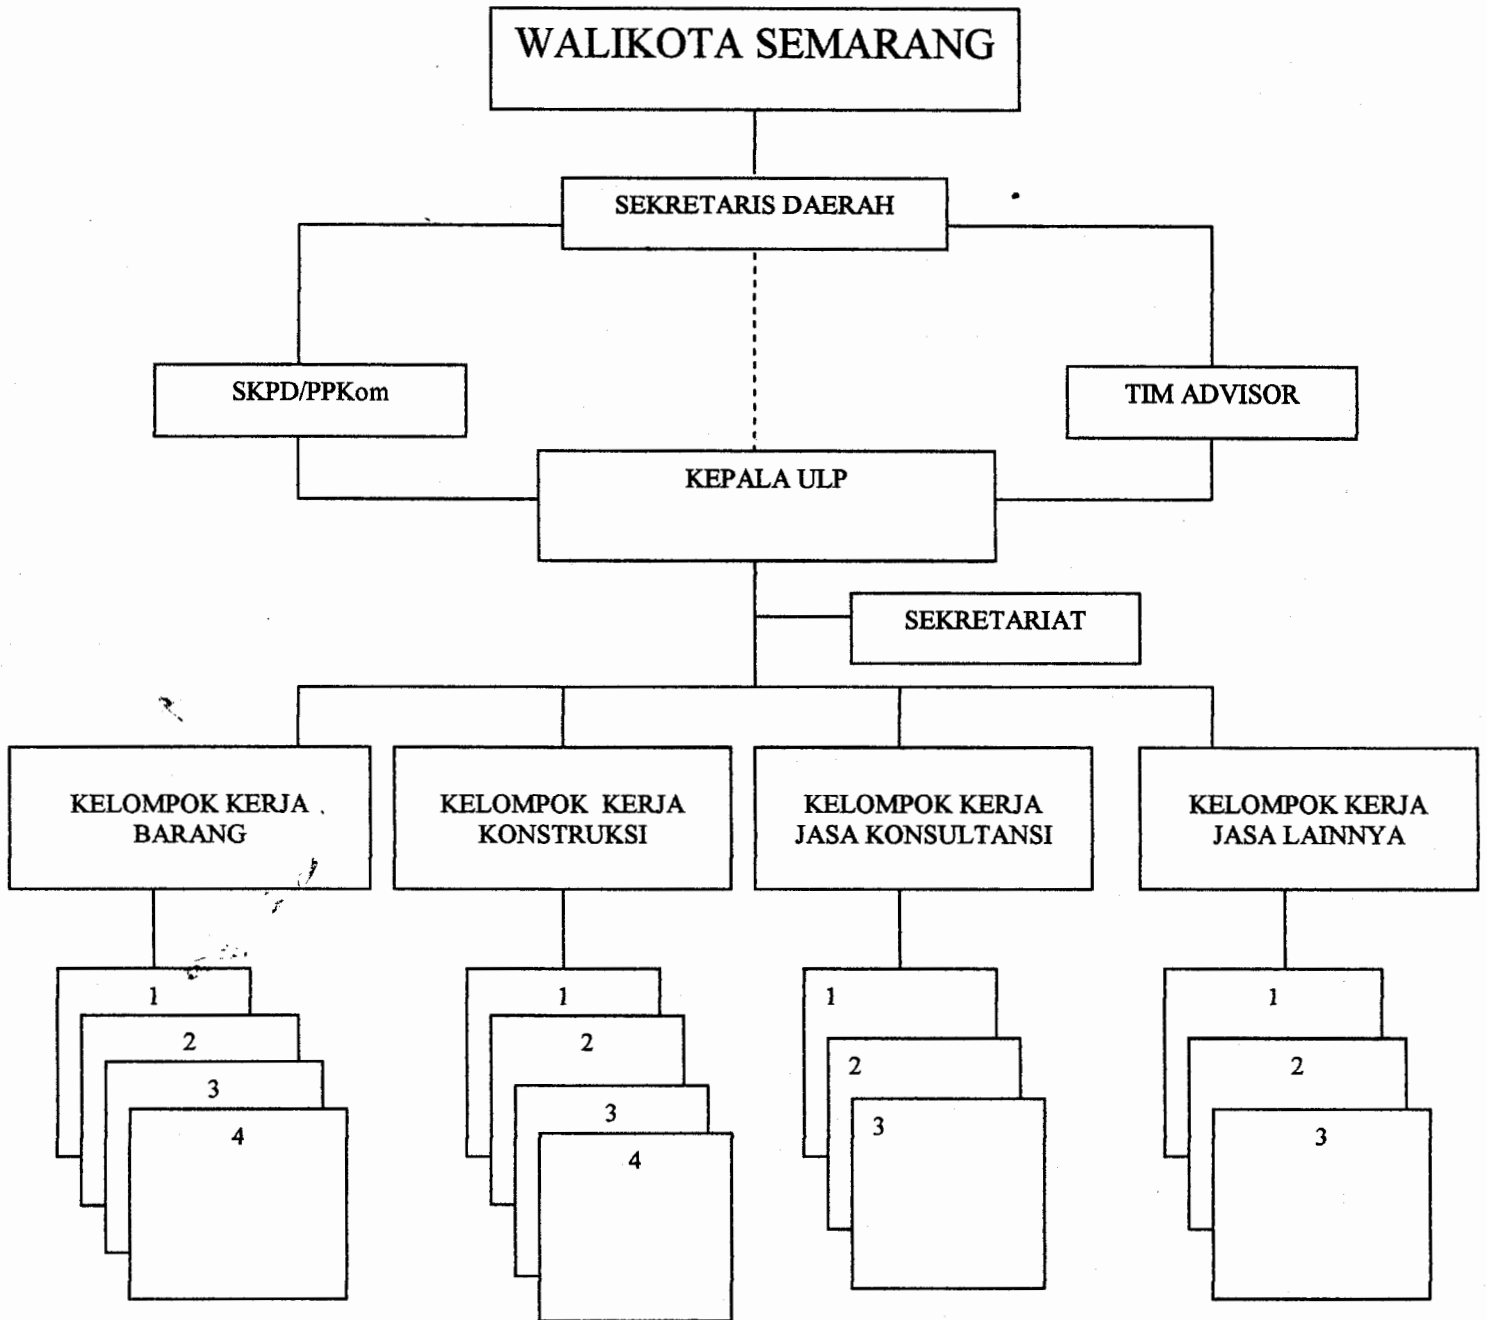 WALIKOTA SEMARANG
SEKRETARIS DAERAH
SKPD/PPKom
TIM ADVISOR
KEPALA ULP
SEKRETARIAT
KELOMPOK KERJA
BARANG
KELOMPOK KERJA
KONSTRUKSI
KELOMPOK KERJA
JASA KONSULTANSI
KELOMPOK KERJA
JASA LAINNYA
1
2
3
4
1
2
3
4
1
2
3
1
2
3